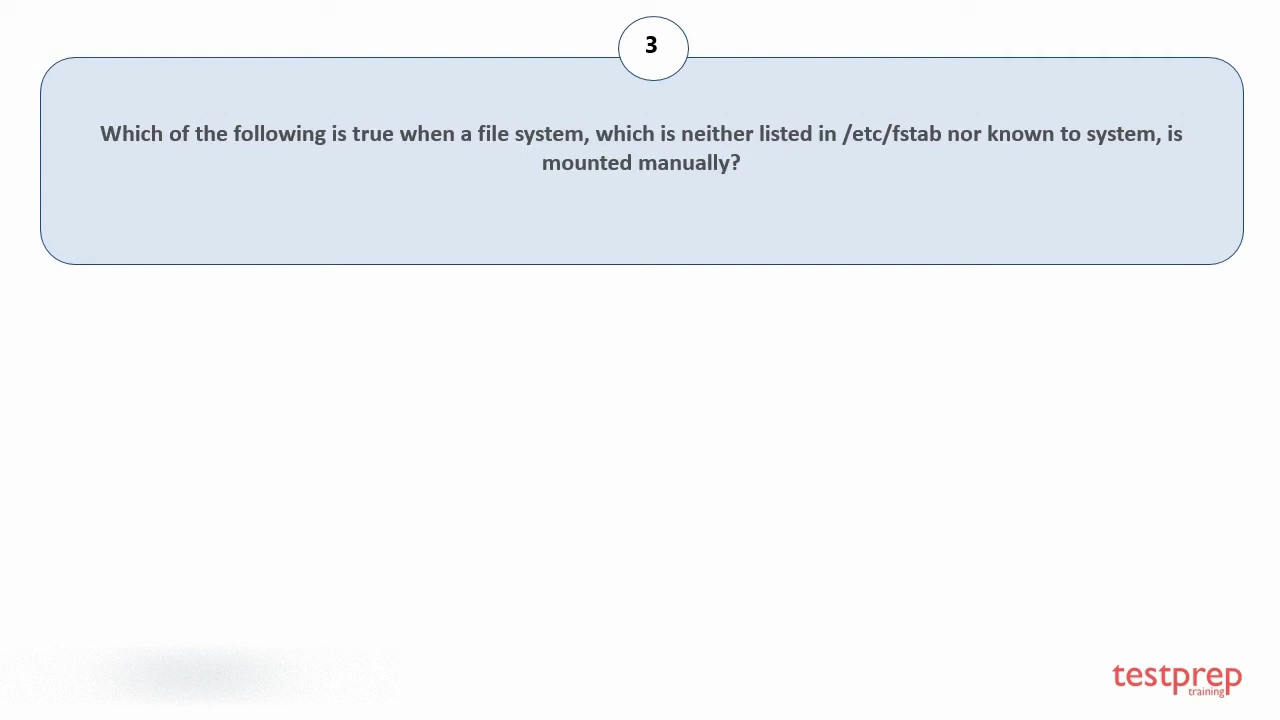 3
Which of the following is true when a file system, which is neither listed in /etc/fstab nor known to system, is
mounted manually?
testprep
training